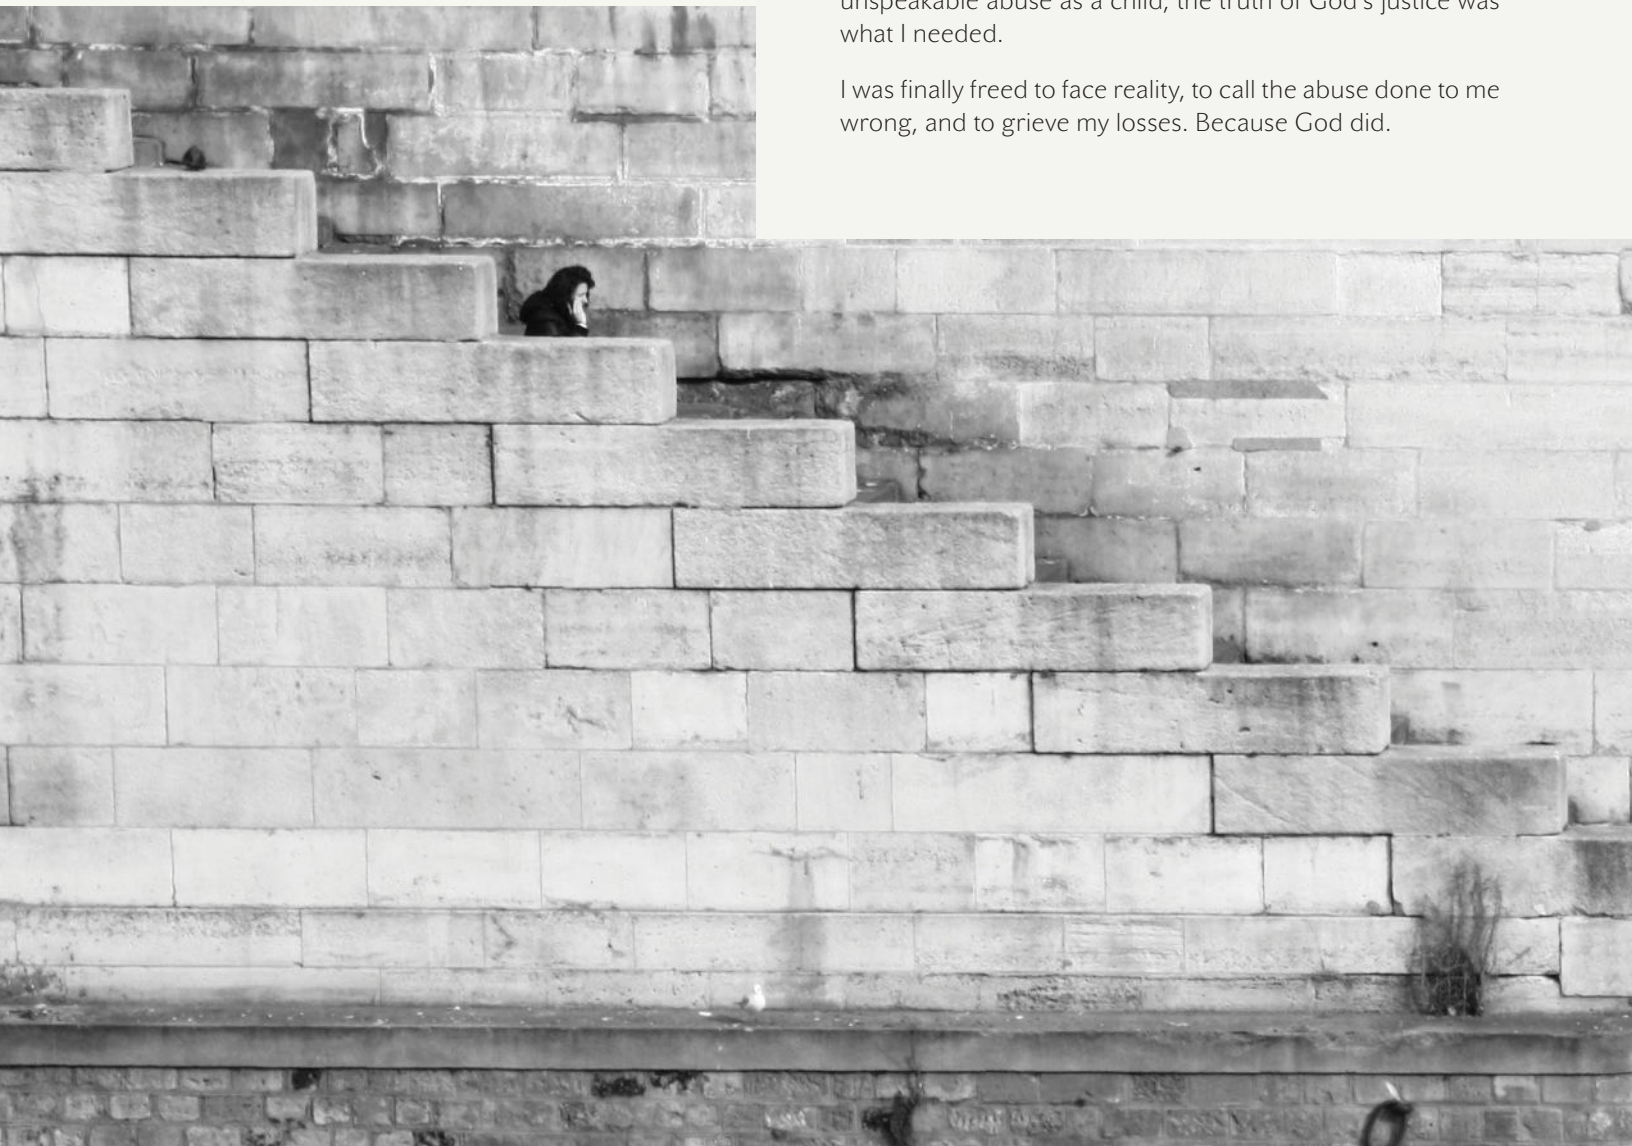 unspeakable abuse as a child, the truth of God's justice was
what I needed.
I was finally freed to face reality, to call the abuse done to me
wrong, and to grieve my losses. Because God did.